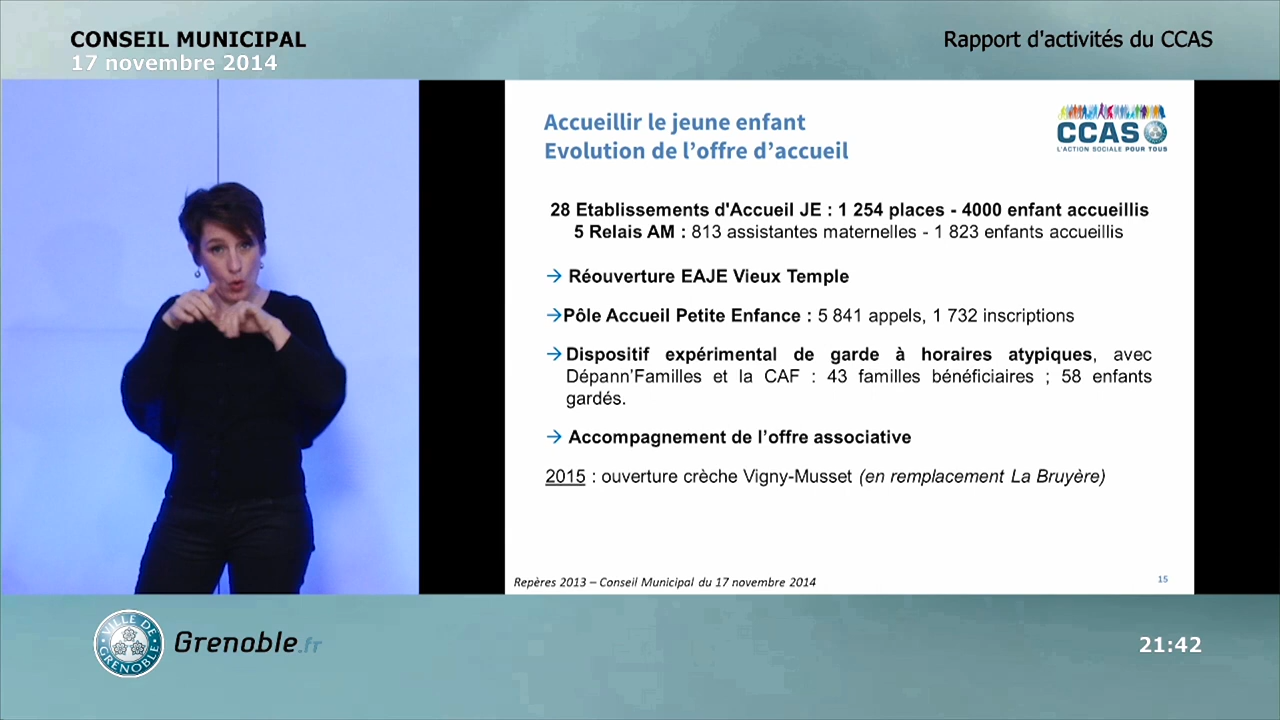 CONSEIL MUNICIPAL
17 novembre 2014
Rapport d'activités du CCAS
Accueillir le jeune enfant
Evolution de l'offre d'accueil
CCAS
L'ACTION SOCIALE POUR TOUS
28 Etablissements d'Accueil JE : 1 254 places - 4000 enfant accueillis
5 Relais AM : 813 assistantes maternelles - 1 823 enfants accueillis
→ Réouverture EAJE Vieux Temple
→Pôle Accueil Petite Enfance : 5 841 appels, 1 732 inscriptions
→Dispositif expérimental de garde à horaires atypiques, avec
Dépann'Familles et la CAF : 43 familles bénéficiaires ; 58 enfants
gardés.
→ Accompagnement de l'offre associative
2015 : ouverture crèche Vigny-Musset (en remplacement La Bruyère)
Repères 2013 – Conseil Municipal du 17 novembre 2014
15
VILLE DE GRENOBLE
Grenoble.fr
21:42